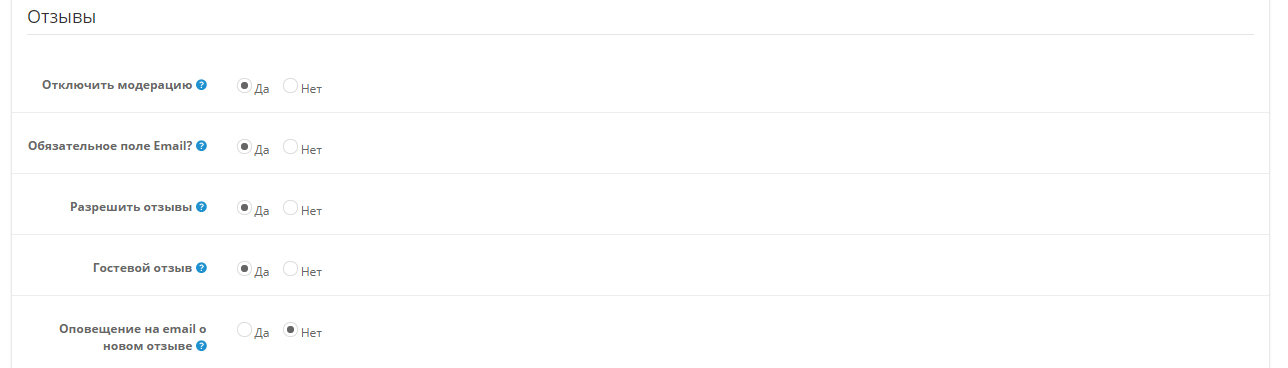 Отзывы
Отключить модерацию ? Да Нет
Обязательное поле Email? ? Да Нет
Разрешить отзывы ? Да Нет
Гостевой отзыв ? Да Нет
Оповещение на email о
новом отзыве ? Да Нет